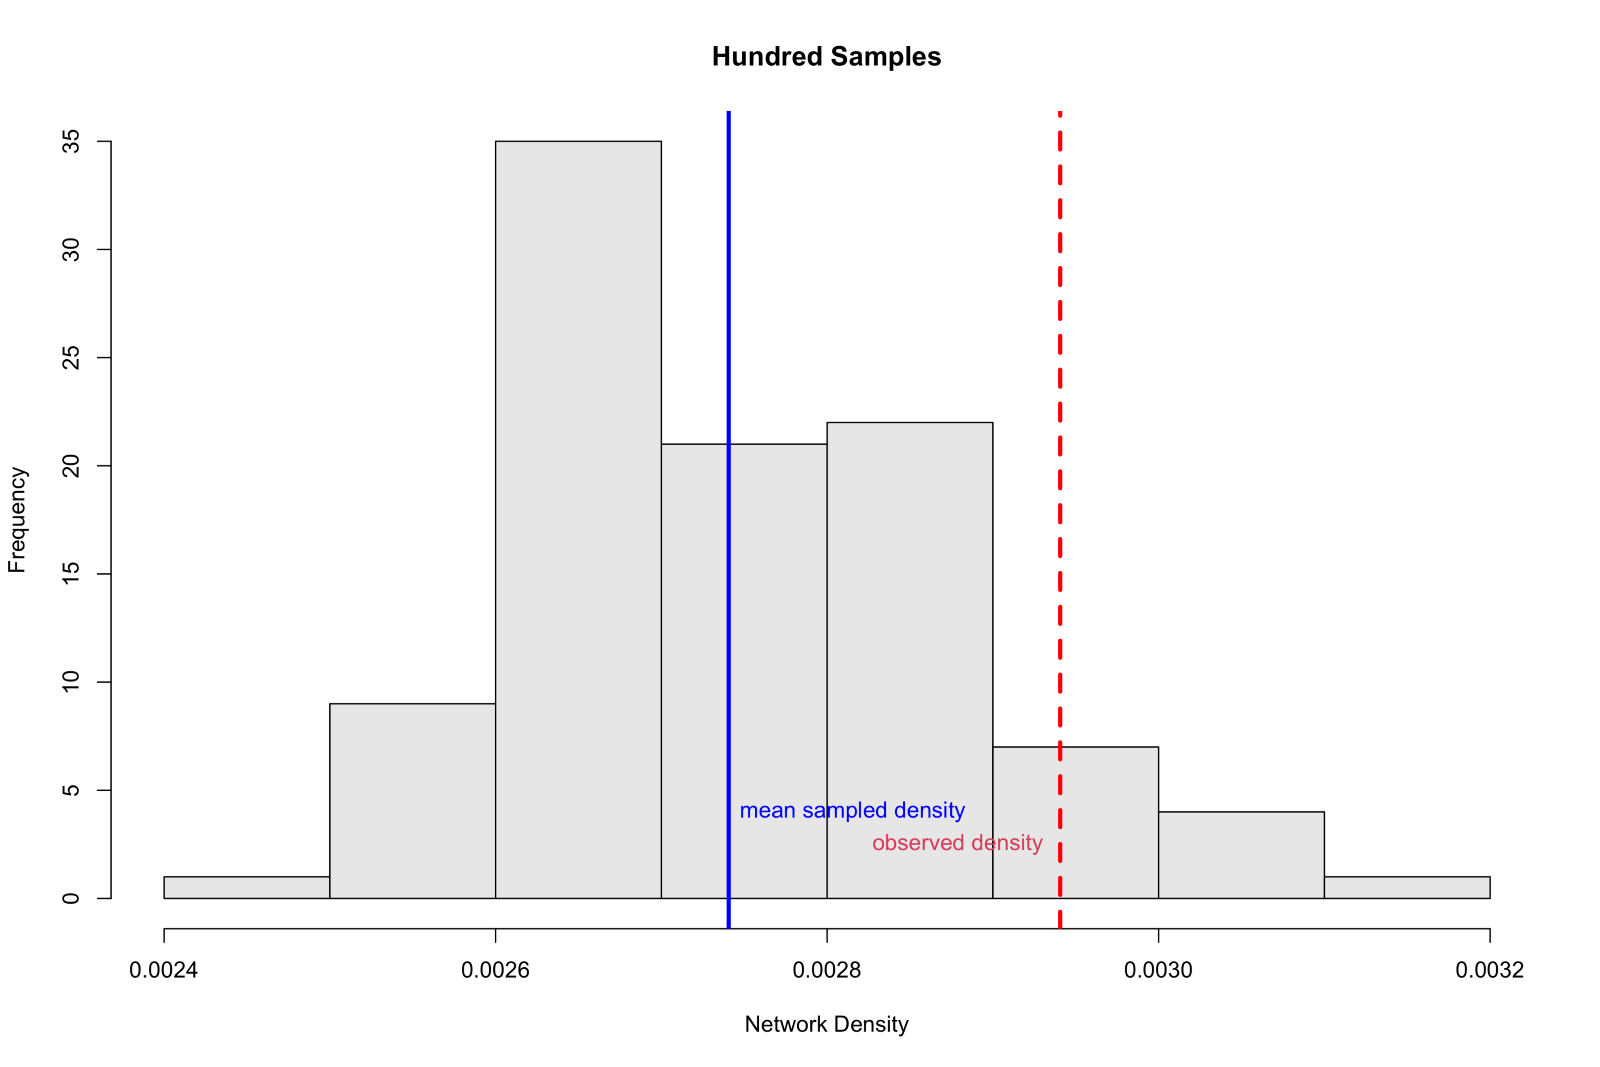 Hundred Samples
35
30
25
20
15
10
5
0
Frequency
mean sampled density
observed density
0.0024
0.0026
0.0028
0.0030
0.0032
Network Density